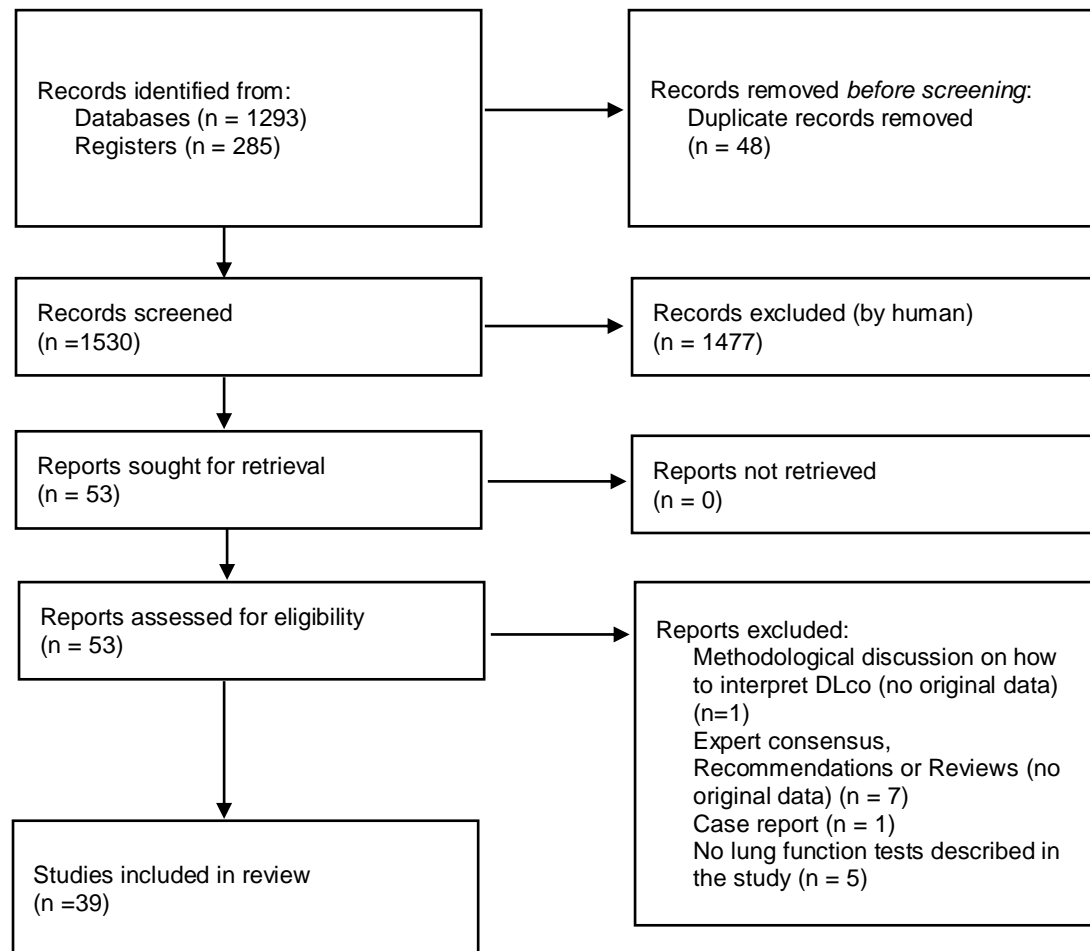 Records identified from:
Databases (n = 1293)
Registers (n = 285)
Records removed before screening:
Duplicate records removed
(n = 48)
Records screened
(n =1530)
Records excluded (by human)
(n = 1477)
Reports sought for retrieval
(n = 53)
Reports not retrieved
(n = 0)
Reports assessed for eligibility
(n = 53)
Reports excluded:
Methodological discussion on how
to interpret DLco (no original data)
(n=1)
Expert consensus,
Recommendations or Reviews (no
original data) (n = 7)
Case report (n = 1)
No lung function tests described in
the study (n = 5)
Studies included in review
(n =39)